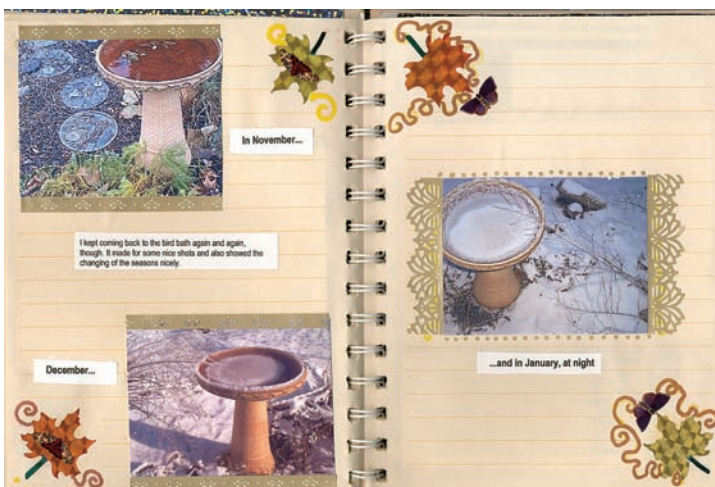 In November...
I kept coming back to the bird bath again and again,
though. It made for some nice shots and also showed the
changing of the seasons nicely.
December...
...and in January, at night